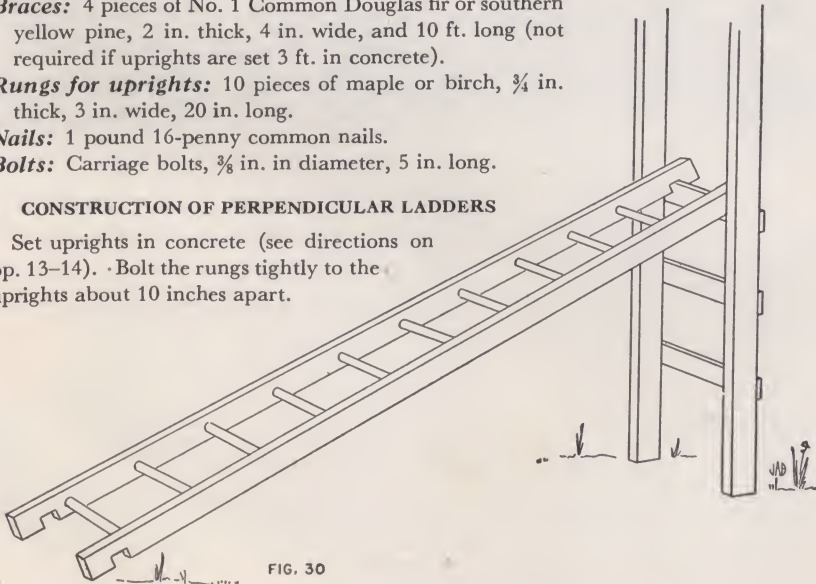 Braces: 4 pieces of No. 1 Common Douglas fir or southern
yellow pine, 2 in. thick, 4 in. wide, and 10 ft. long (not
required if uprights are set 3 ft. in concrete).
Rungs for uprights: 10 pieces of maple or birch, ¾ in.
thick, 3 in. wide, 20 in. long.
Nails: 1 pound 16-penny common nails.
Bolts: Carriage bolts, ⅜ in. in diameter, 5 in. long.
CONSTRUCTION OF PERPENDICULAR LADDERS
Set uprights in concrete (see directions on
pp. 13–14). Bolt the rungs tightly to the
uprights about 10 inches apart.
JAB
FIG. 30